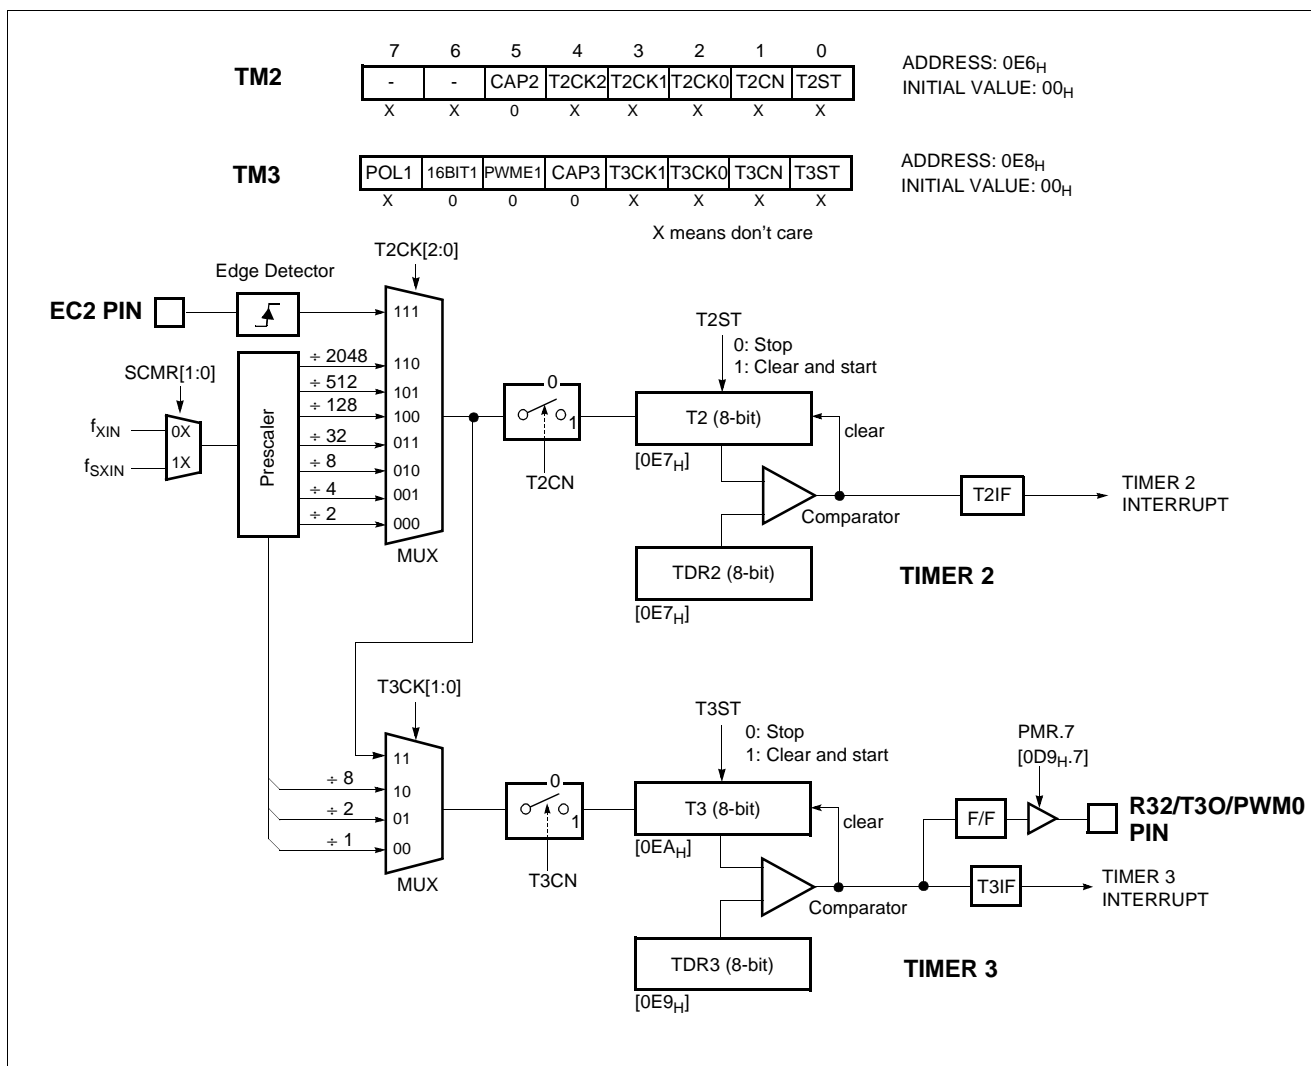 7 6 5 4 3 2 1 0
TM2
- - CAP2 T2CK2 T2CK1 T2CK0 T2CN T2ST
X X 0 X X X X X
ADDRESS: 0E6H
INITIAL VALUE: 00H
TM3
POL1 16BIT1 PWME1 CAP3 T3CK1 T3CK0 T3CN T3ST
X 0 0 0 X X X X
ADDRESS: 0E8H
INITIAL VALUE: 00H
X means don't care
T2CK[2:0]
Edge Detector
EC2 PIN
111
SCMR[1:0]
fXIN
fSXIN
0X
1X
Prescaler
÷ 2048 110
÷ 512 101
÷ 128 100
÷ 32 011
÷ 8 010
÷ 4 001
÷ 2 000
MUX
0
1
T2CN
T2ST
0: Stop
1: Clear and start
T2 (8-bit)
[0E7H]
clear
Comparator
T2IF
TIMER 2
INTERRUPT
TDR2 (8-bit)
[0E7H]
TIMER 2
T3CK[1:0]
11
÷ 8 10
÷ 2 01
÷ 1 00
MUX
0
1
T3CN
T3ST
0: Stop
1: Clear and start
T3 (8-bit)
[0EAH]
clear
Comparator
PMR.7
[0D9H.7]
F/F
R32/T3O/PWM0
PIN
T3IF
TIMER 3
INTERRUPT
TDR3 (8-bit)
[0E9H]
TIMER 3